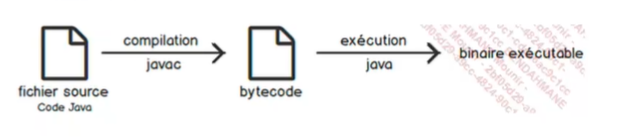 compilation
javac
exécution
java
binaire exécutable
fichier source
Code Java
bytecode